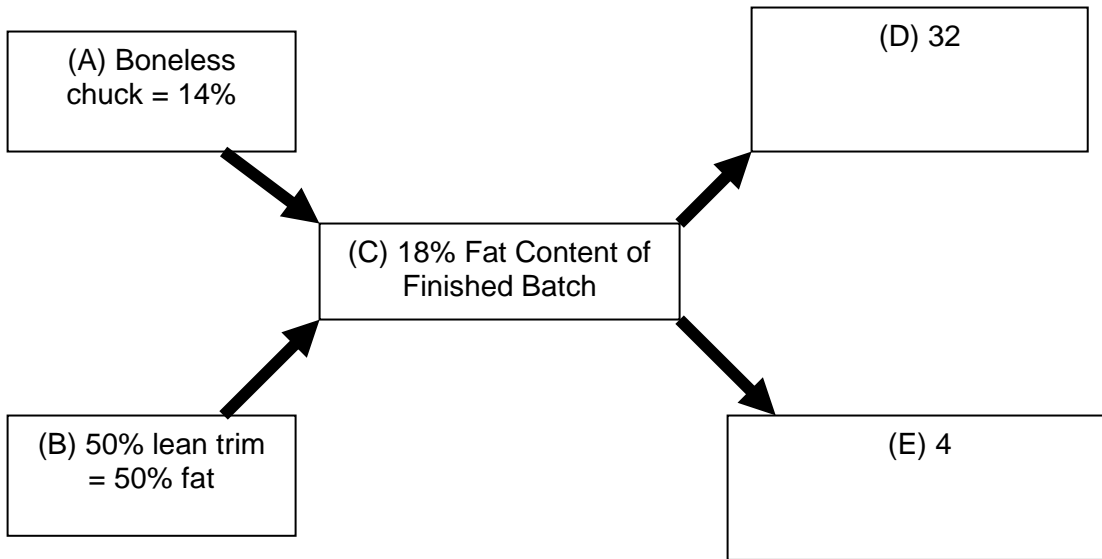 (A) Boneless
chuck = 14%
(D) 32
(C) 18% Fat Content of
Finished Batch
(B) 50% lean trim
= 50% fat
(E) 4